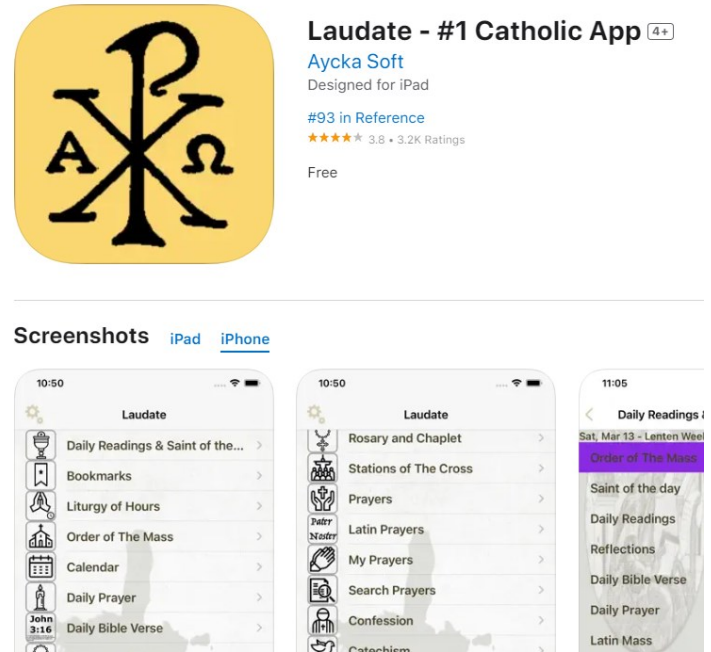 Laudate - #1 Catholic App 4+
Aycka Soft
Designed for iPad
#93 in Reference
3.8 • 3.2K Ratings
Free
Α Ω
Screenshots iPad iPhone
10:50
Laudate
Daily Readings & Saint of the...
Bookmarks
Liturgy of Hours
Order of The Mass
Calendar
Daily Prayer
John
3:16
Daily Bible Verse
10:50
Laudate
Rosary and Chaplet
Stations of The Cross
Prayers
Pater
Noster
Latin Prayers
My Prayers
Search Prayers
Confession
Catechism
11:05
Daily Readings &
Sat, Mar 13 - Lenten Wee
Order of The Mass
Saint of the day
Daily Readings
Reflections
Daily Bible Verse
Daily Prayer
Latin Mass